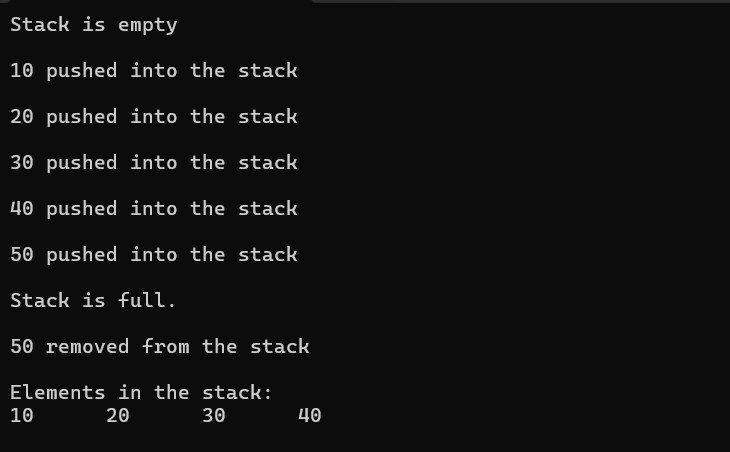 Stack is empty
10 pushed into the stack
20 pushed into the stack
30 pushed into the stack
40 pushed into the stack
50 pushed into the stack
Stack is full.
50 removed from the stack
Elements in the stack:
10 20 30 40